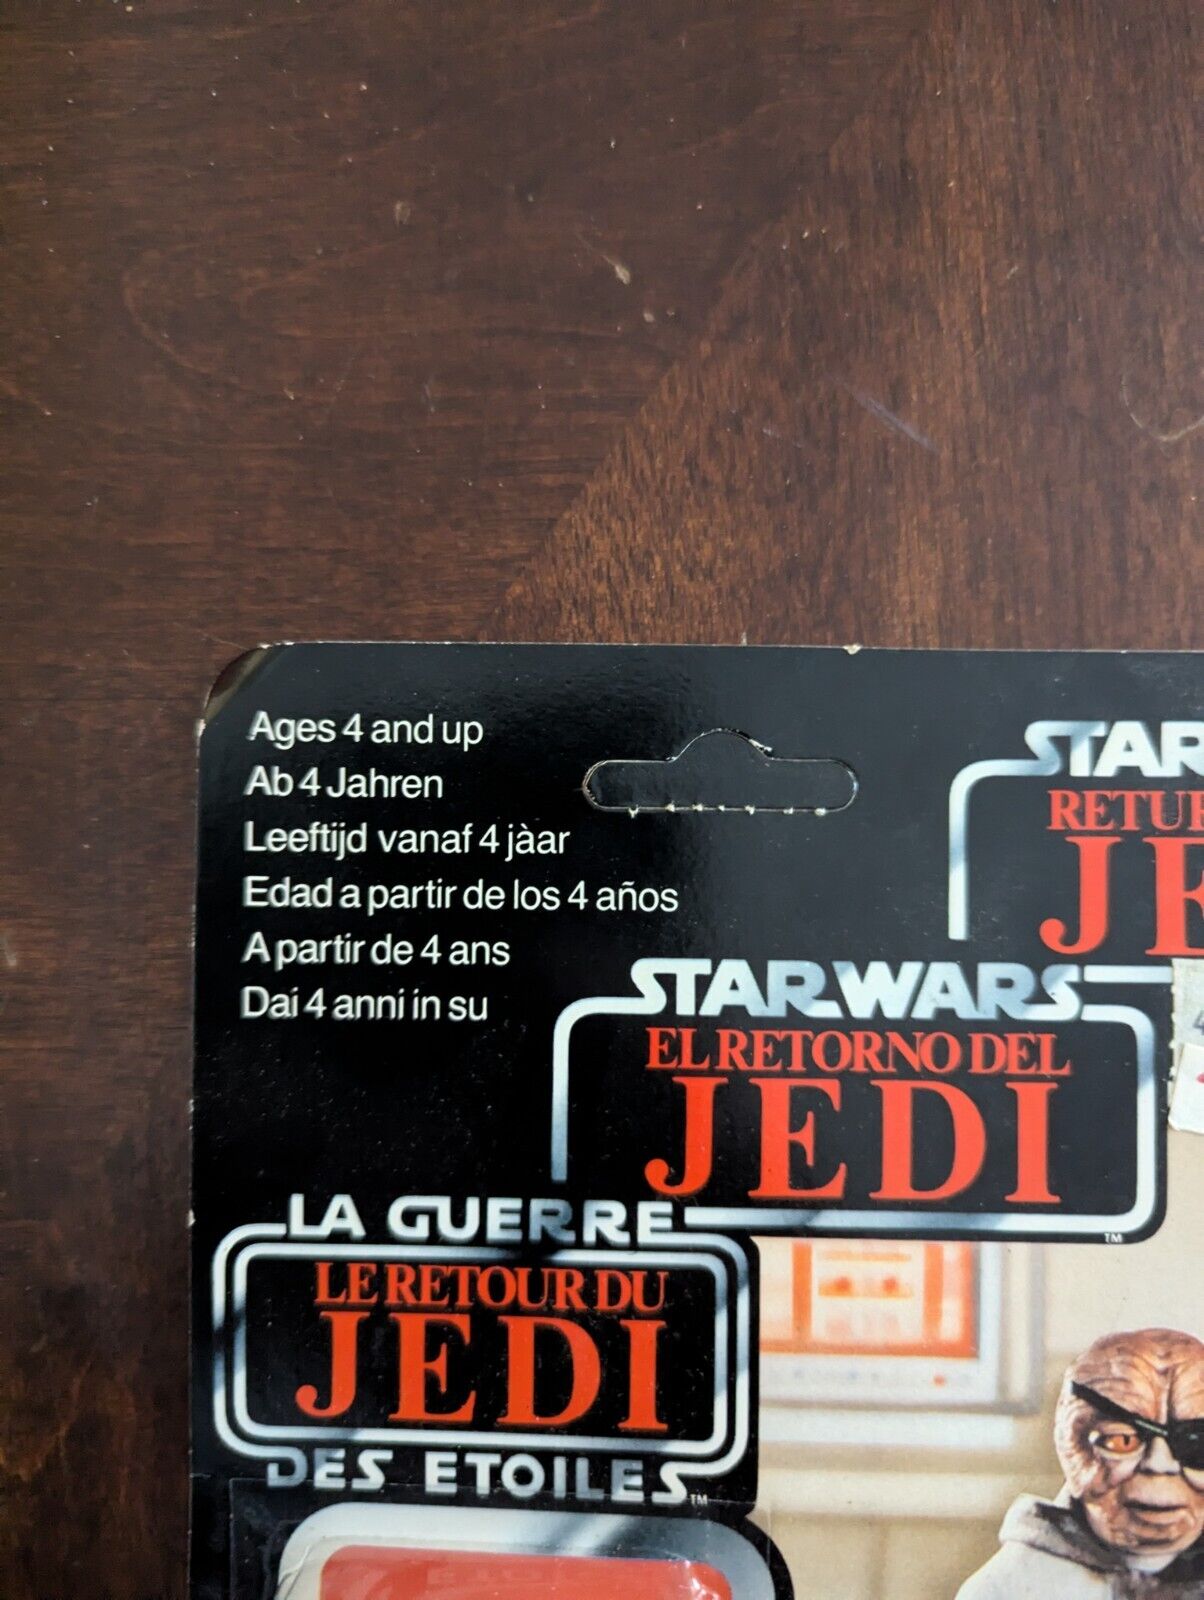 Ages 4 and up
Ab 4 Jahren
Leeftijd vanaf 4 jàar
Edad a partir de los 4 años
A partir de 4 ans
Dai 4 anni in su
STAR
RETU
JE
STAR WARS
EL RETORNO DEL
JEDI
TM
LA GUERRE
LE RETOUR DU
JEDI
DES ETOILES
TM